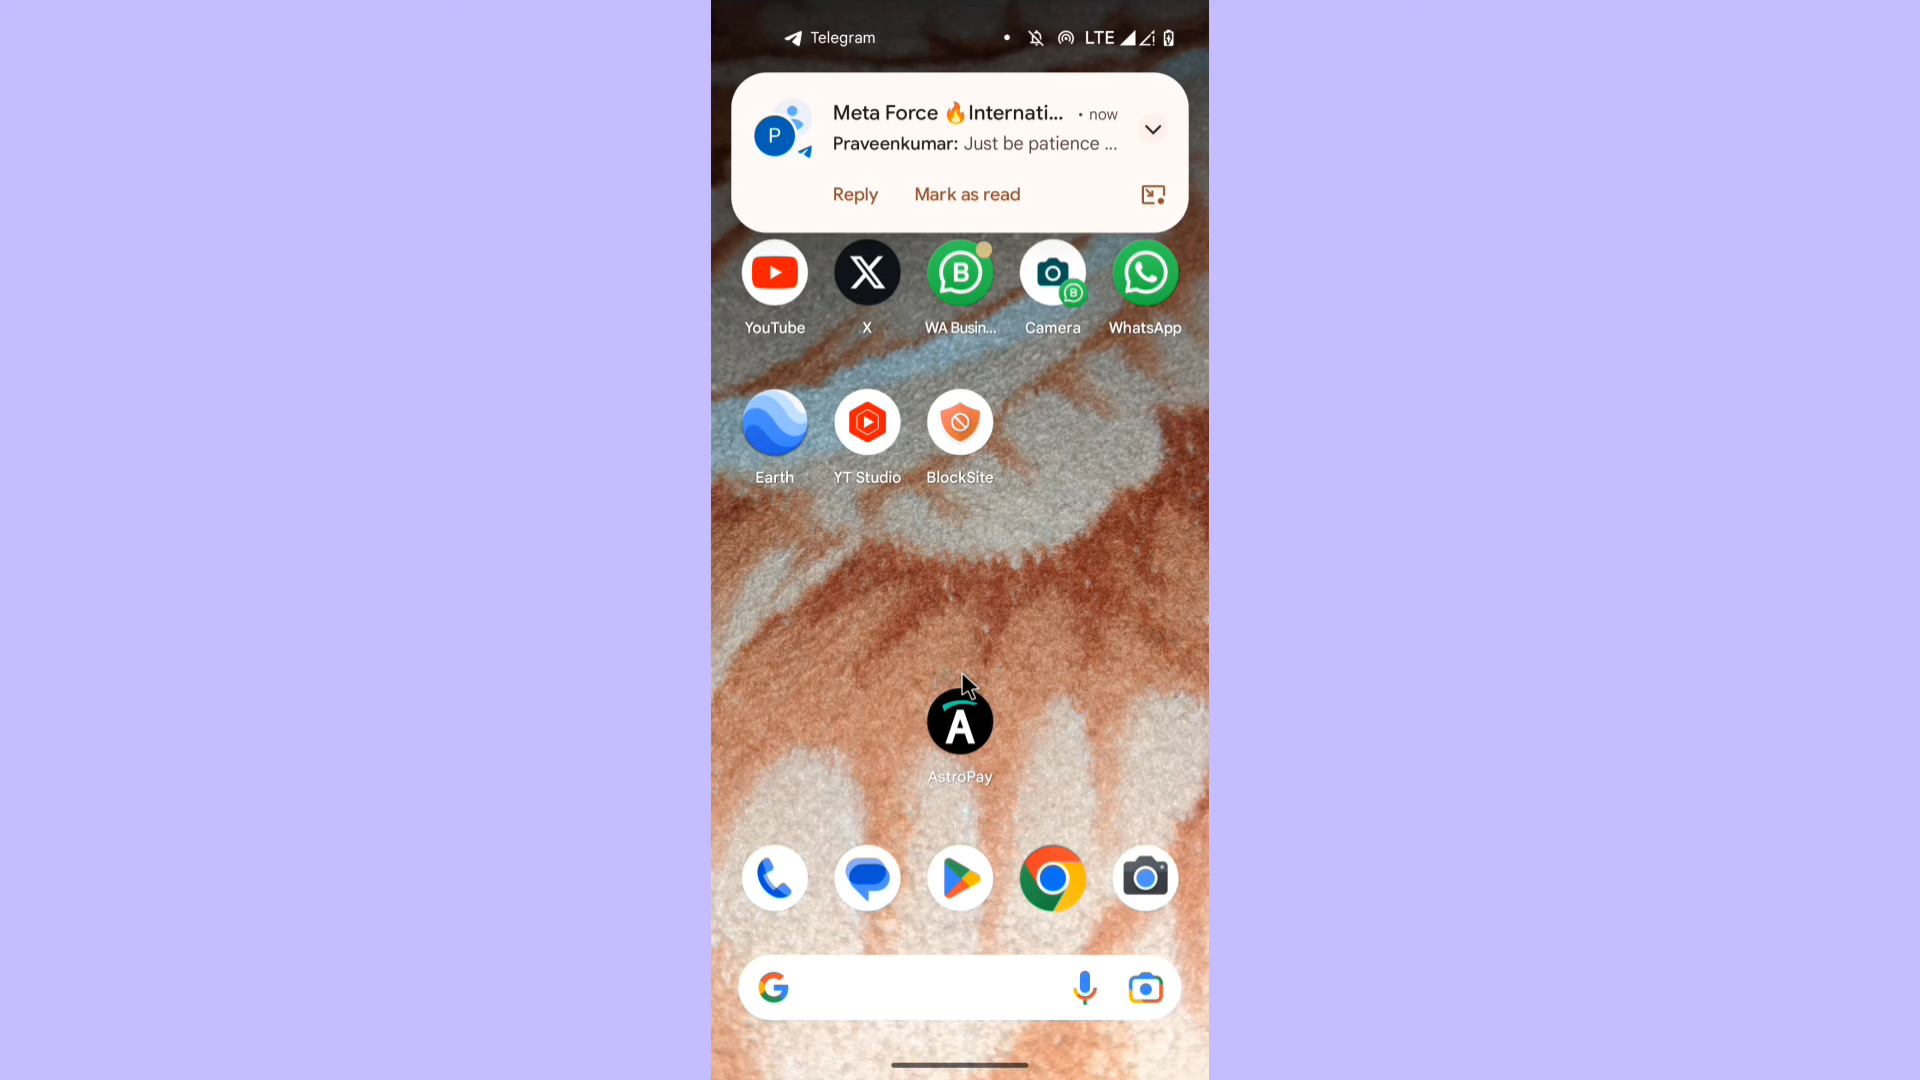 Telegram
LTE
Meta Force 🔥Internati... • now
P
Praveenkumar: Just be patience ...
Reply Mark as read
B
B
YouTube X WA Busin... Camera WhatsApp
Earth YT Studio BlockSite
A
AstroPay
G